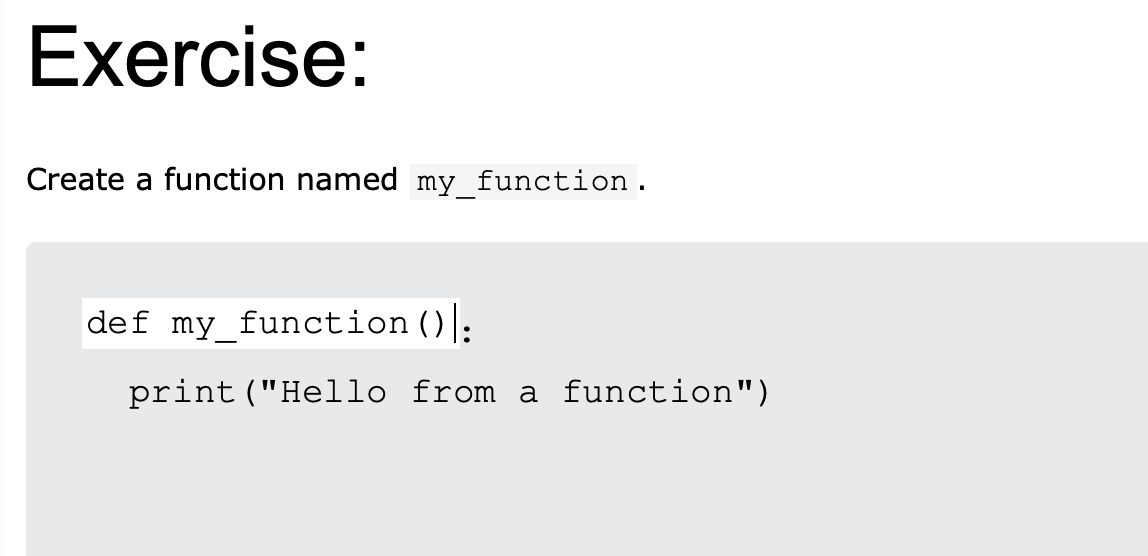 Exercise:
Create a function named my_function.
def my_function():
print("Hello from a function")